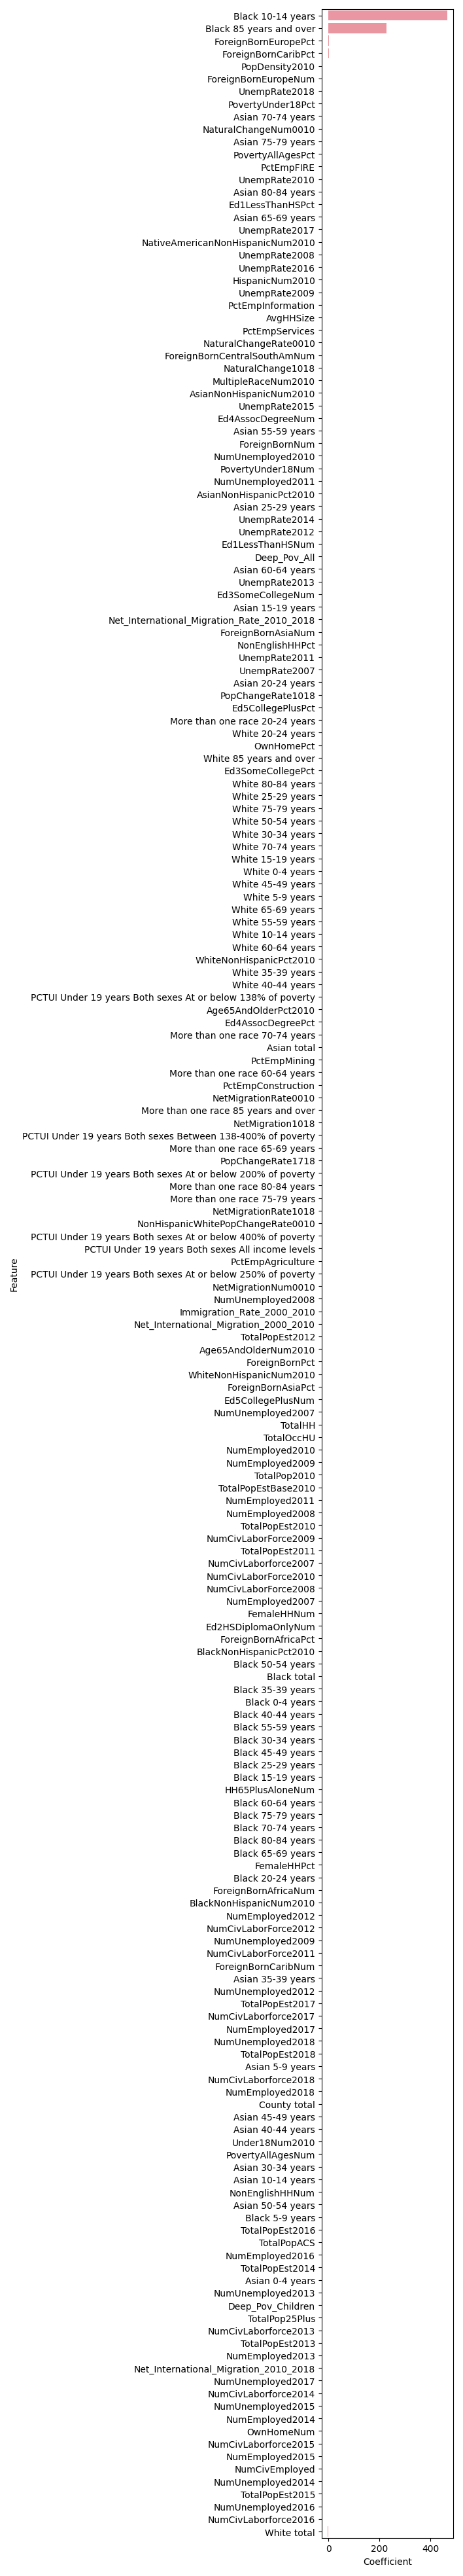 Black 10-14 years
Black 85 years and over
ForeignBornEuropePct
ForeignBornCaribPct
PopDensity2010
ForeignBornEuropeNum
UnempRate2018
PovertyUnder18Pct
Asian 70-74 years
NaturalChangeNum0010
Asian 75-79 years
PovertyAllAgesPct
PctEmpFIRE
UnempRate2010
Asian 80-84 years
Ed1LessThanHSPct
Asian 65-69 years
UnempRate2017
NativeAmericanNonHispanicNum2010
UnempRate2008
UnempRate2016
HispanicNum2010
UnempRate2009
PctEmpInformation
AvgHHSize
PctEmpServices
NaturalChangeRate0010
ForeignBornCentralSouthAmNum
NaturalChange1018
MultipleRaceNum2010
AsianNonHispanicNum2010
UnempRate2015
Ed4AssocDegreeNum
Asian 55-59 years
ForeignBornNum
NumUnemployed2010
PovertyUnder18Num
NumUnemployed2011
AsianNonHispanicPct2010
Asian 25-29 years
UnempRate2014
UnempRate2012
Ed1LessThanHSNum
Deep_Pov_All
Asian 60-64 years
UnempRate2013
Ed3SomeCollegeNum
Asian 15-19 years
Net_International_Migration_Rate_2010_2018
ForeignBornAsiaNum
NonEnglishHHPct
UnempRate2011
UnempRate2007
Asian 20-24 years
PopChangeRate1018
Ed5CollegePlusPct
More than one race 20-24 years
White 20-24 years
OwnHomePct
White 85 years and over
Ed3SomeCollegePct
White 80-84 years
White 25-29 years
White 75-79 years
White 50-54 years
White 30-34 years
White 70-74 years
White 15-19 years
White 0-4 years
White 45-49 years
White 5-9 years
White 65-69 years
White 55-59 years
White 10-14 years
White 60-64 years
WhiteNonHispanicPct2010
White 35-39 years
White 40-44 years
PCTUI Under 19 years Both sexes At or below 138% of poverty
Age65AndOlderPct2010
Ed4AssocDegreePct
More than one race 70-74 years
Asian total
PctEmpMining
More than one race 60-64 years
PctEmpConstruction
NetMigrationRate0010
More than one race 85 years and over
NetMigration1018
PCTUI Under 19 years Both sexes Between 138-400% of poverty
More than one race 65-69 years
PopChangeRate1718
PCTUI Under 19 years Both sexes At or below 200% of poverty
More than one race 80-84 years
More than one race 75-79 years
NetMigrationRate1018
NonHispanicWhitePopChangeRate0010
PCTUI Under 19 years Both sexes At or below 400% of poverty
PCTUI Under 19 years Both sexes All income levels
PctEmpAgriculture
PCTUI Under 19 years Both sexes At or below 250% of poverty
NetMigrationNum0010
NumUnemployed2008
Immigration_Rate_2000_2010
Net_International_Migration_2000_2010
TotalPopEst2012
Age65AndOlderNum2010
ForeignBornPct
WhiteNonHispanicNum2010
ForeignBornAsiaPct
Ed5CollegePlusNum
NumUnemployed2007
TotalHH
TotalOccHU
NumEmployed2010
NumEmployed2009
TotalPop2010
TotalPopEstBase2010
NumEmployed2011
NumEmployed2008
TotalPopEst2010
NumCivLaborForce2009
TotalPopEst2011
NumCivLaborforce2007
NumCivLaborForce2010
NumCivLaborForce2008
NumEmployed2007
FemaleHHNum
Ed2HSDiplomaOnlyNum
ForeignBornAfricaPct
BlackNonHispanicPct2010
Black 50-54 years
Black total
Black 35-39 years
Black 0-4 years
Black 40-44 years
Black 55-59 years
Black 30-34 years
Black 45-49 years
Black 25-29 years
Black 15-19 years
HH65PlusAloneNum
Black 60-64 years
Black 75-79 years
Black 70-74 years
Black 80-84 years
Black 65-69 years
FemaleHHPct
Black 20-24 years
ForeignBornAfricaNum
BlackNonHispanicNum2010
NumEmployed2012
NumCivLaborForce2012
NumUnemployed2009
NumCivLaborForce2011
ForeignBornCaribNum
Asian 35-39 years
NumUnemployed2012
TotalPopEst2017
NumCivLaborforce2017
NumEmployed2017
NumUnemployed2018
TotalPopEst2018
Asian 5-9 years
NumCivLaborforce2018
NumEmployed2018
County total
Asian 45-49 years
Asian 40-44 years
Under18Num2010
PovertyAllAgesNum
Asian 30-34 years
Asian 10-14 years
NonEnglishHHNum
Asian 50-54 years
Black 5-9 years
TotalPopEst2016
TotalPopACS
NumEmployed2016
TotalPopEst2014
Asian 0-4 years
NumUnemployed2013
Deep_Pov_Children
TotalPop25Plus
NumCivLaborforce2013
TotalPopEst2013
NumEmployed2013
Net_International_Migration_2010_2018
NumUnemployed2017
NumCivLaborforce2014
NumUnemployed2015
NumEmployed2014
OwnHomeNum
NumCivLaborforce2015
NumEmployed2015
NumCivEmployed
NumUnemployed2014
TotalPopEst2015
NumUnemployed2016
NumCivLaborforce2016
White total
Feature
0 200 400
Coefficient